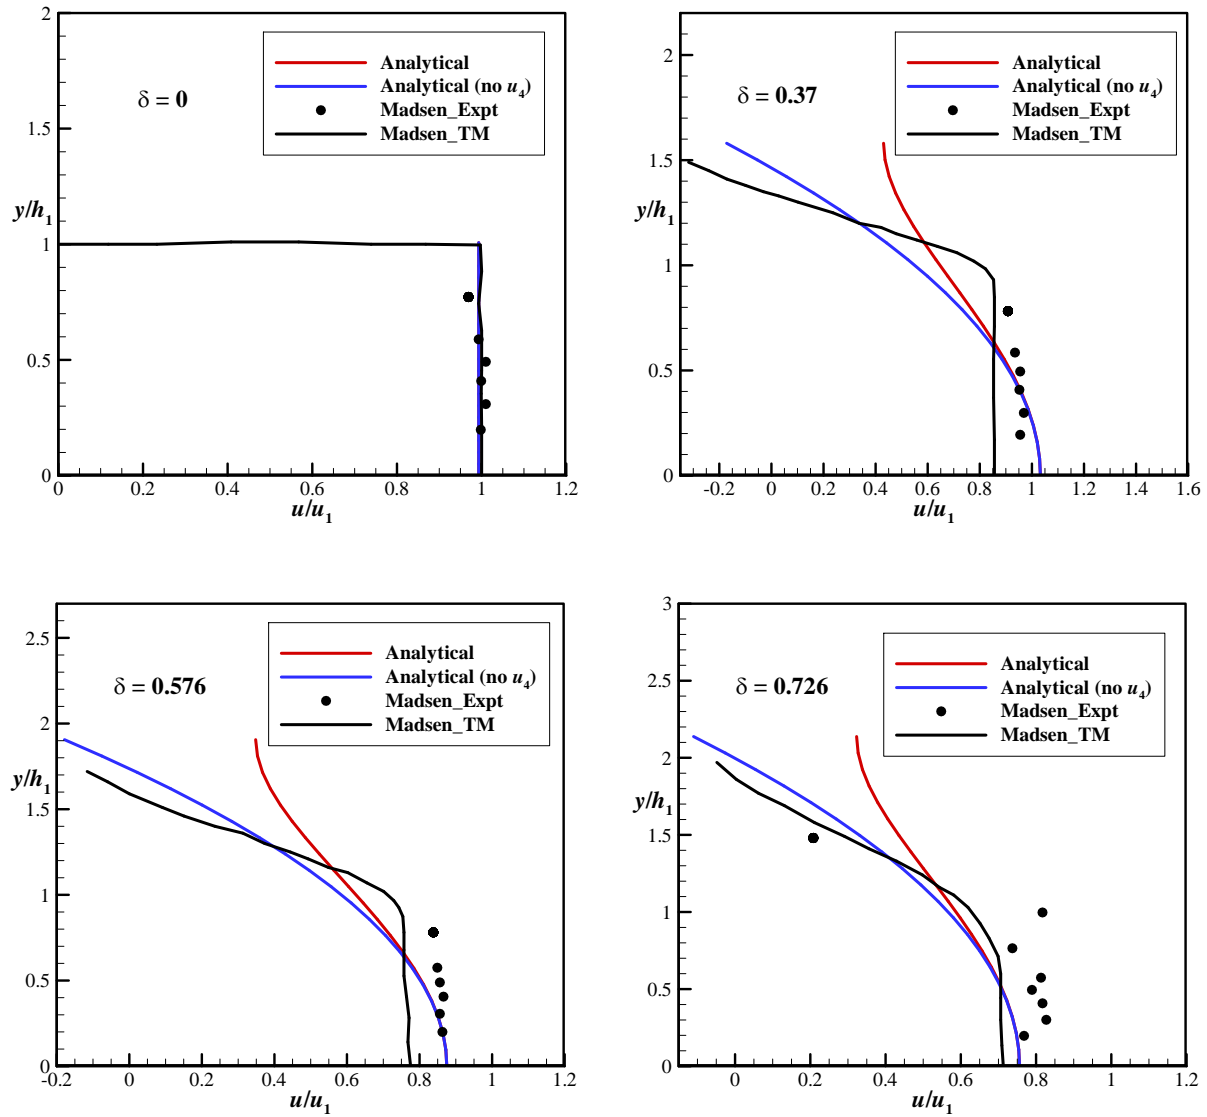 2
1.5
1
0.5
0
y/h1
0 0.2 0.4 0.6 0.8 1 1.2
u/u1
δ = 0
Analytical
Analytical (no u4)
Madsen_Expt
Madsen_TM
2
1.5
1
0.5
0
y/h1
-0.2 0 0.2 0.4 0.6 0.8 1 1.2 1.4 1.6
u/u1
δ = 0.37
Analytical
Analytical (no u4)
Madsen_Expt
Madsen_TM
2.5
2
1.5
1
0.5
0
y/h1
-0.2 0 0.2 0.4 0.6 0.8 1 1.2
u/u1
δ = 0.576
Analytical
Analytical (no u4)
Madsen_Expt
Madsen_TM
3
2.5
2
1.5
1
0.5
0
y/h1
0 0.2 0.4 0.6 0.8 1 1.2
u/u1
δ = 0.726
Analytical
Analytical (no u4)
Madsen_Expt
Madsen_TM